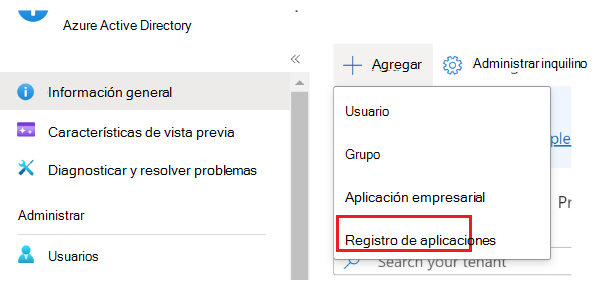 Azure Active Directory
Información general
Características de vista previa
Diagnosticar y resolver problemas
Administrar
Usuarios
Agregar
Administrar inquilino
Usuario
Grupo
Aplicación empresarial
Registro de aplicaciones
ple
Pr
Search your tenant